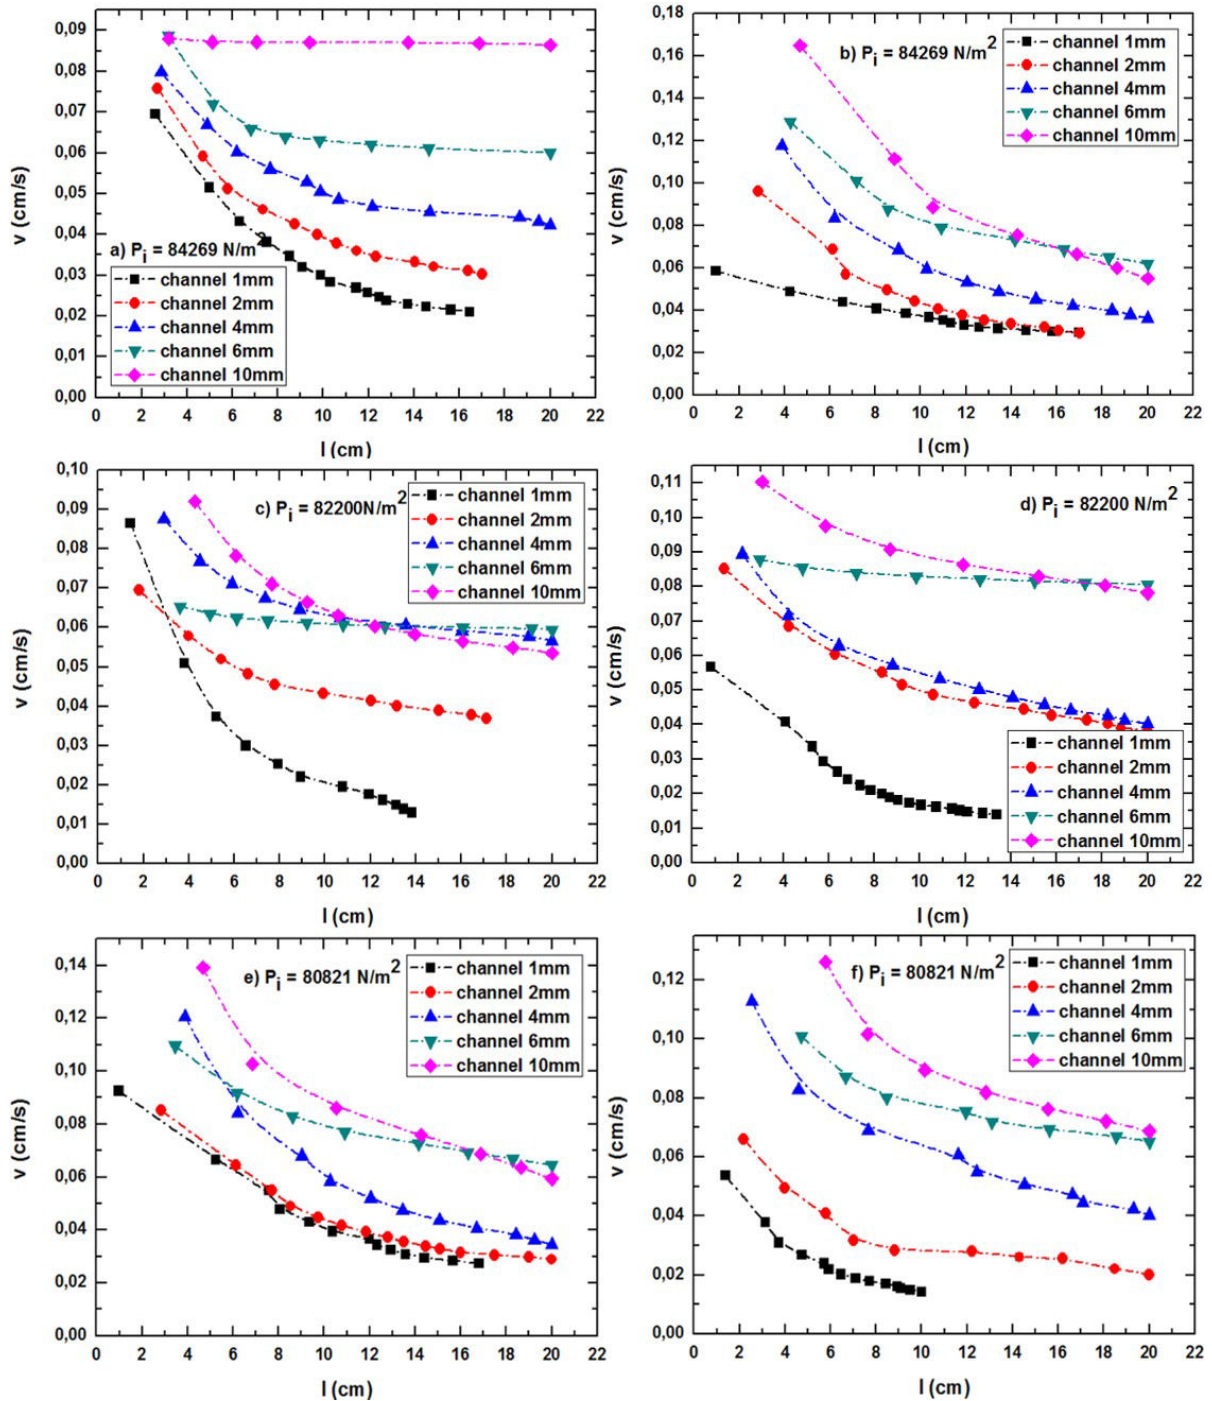 0,09
0,08
0,07
0,06
0,05
0,04
0,03
0,02
0,01
0,00
v (cm/s)
a) Pi = 84269 N/m
channel 1mm
channel 2mm
channel 4mm
channel 6mm
channel 10mm
0 2 4 6 8 10 12 14 16 18 20 22
l (cm)
0,18
0,16
0,14
0,12
0,10
0,08
0,06
0,04
0,02
0,00
v (cm/s)
b) Pi = 84269 N/m2
channel 1mm
channel 2mm
channel 4mm
channel 6mm
channel 10mm
0 2 4 6 8 10 12 14 16 18 20 22
l (cm)
0,10
0,09
0,08
0,07
0,06
0,05
0,04
0,03
0,02
0,01
0,00
v (cm/s)
c) Pi = 82200N/m2
channel 1mm
channel 2mm
channel 4mm
channel 6mm
channel 10mm
0 2 4 6 8 10 12 14 16 18 20 22
l (cm)
0,11
0,10
0,09
0,08
0,07
0,06
0,05
0,04
0,03
0,02
0,01
0,00
v (cm/s)
d) Pi = 82200 N/m2
channel 1mm
channel 2mm
channel 4mm
channel 6mm
channel 10mm
0 2 4 6 8 10 12 14 16 18 20 22
l (cm)
0,14
0,12
0,10
0,08
0,06
0,04
0,02
0,00
v (cm/s)
e) Pi = 80821 N/m2
channel 1mm
channel 2mm
channel 4mm
channel 6mm
channel 10mm
0 2 4 6 8 10 12 14 16 18 20 22
l (cm)
0,12
0,10
0,08
0,06
0,04
0,02
0,00
v (cm/s)
f) Pi = 80821 N/m2
channel 1mm
channel 2mm
channel 4mm
channel 6mm
channel 10mm
0 2 4 6 8 10 12 14 16 18 20 22
l (cm)